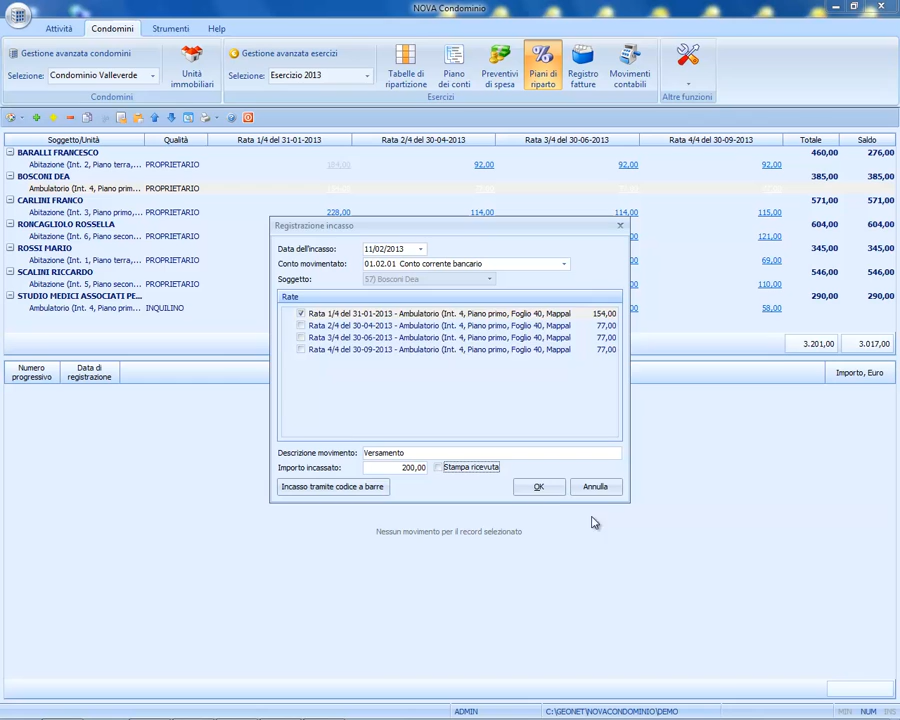 NOVA Condominio
Attività Condomini Strumenti Help
Gestione avanzata condomini
Selezione: Condominio Valleverde
Unità immobiliari
Condomini
Gestione avanzata esercizi
Selezione: Esercizio 2013
Tabelle di ripartizione
Piano dei conti
Preventivi di spesa
Piani di riparto
Registro fatture
Movimenti contabili
Esercizi
Altre funzioni
Soggetto/Unità Qualità Rata 1/4 del 31-01-2013 Rata 2/4 del 30-04-2013 Rata 3/4 del 30-06-2013 Rata 4/4 del 30-09-2013 Totale Saldo
BARALLI FRANCESCO 460,00 276,00
Abitazione (Int. 2, Piano terra,... PROPRIETARIO 184,00 92,00 92,00 92,00
BOSCONI DEA 385,00 385,00
Ambulatorio (Int. 4, Piano prim... PROPRIETARIO 154,00 77,00 77,00 77,00
CARLINI FRANCO 571,00 571,00
Abitazione (Int. 3, Piano primo,... PROPRIETARIO 228,00 114,00 114,00 115,00
RONCAGLIOLO ROSSELLA 604,00 604,00
Abitazione (Int. 6, Piano secon... PROPRIETARIO 121,00
ROSSI MARIO 345,00 345,00
Abitazione (Int. 1, Piano terra,... PROPRIETARIO 69,00
SCALINI RICCARDO 546,00 546,00
Abitazione (Int. 5, Piano secon... PROPRIETARIO 110,00
STUDIO MEDICI ASSOCIATI PE... 290,00 290,00
Ambulatorio (Int. 4, Piano prim... INQUILINO 58,00
3.201,00 3.017,00
Numero progressivo
Data di registrazione
Importo, Euro
Nessun movimento per il record selezionato
Registrazione incasso
Data dell'incasso: 11/02/2013
Conto movimentato: 01.02.01 Conto corrente bancario
Soggetto: 57) Bosconi Dea
Rate
Rata 1/4 del 31-01-2013 - Ambulatorio (Int. 4, Piano primo, Foglio 40, Mappal 154,00
Rata 2/4 del 30-04-2013 - Ambulatorio (Int. 4, Piano primo, Foglio 40, Mappal 77,00
Rata 3/4 del 30-06-2013 - Ambulatorio (Int. 4, Piano primo, Foglio 40, Mappal 77,00
Rata 4/4 del 30-09-2013 - Ambulatorio (Int. 4, Piano primo, Foglio 40, Mappal 77,00
Descrizione movimento: Versamento
Importo incassato: 200,00 Stampa ricevuta
Incasso tramite codice a barre OK Annulla
ADMIN C:\GEONET\NOVACONDOMINIO\DEMO MIN NUM INS